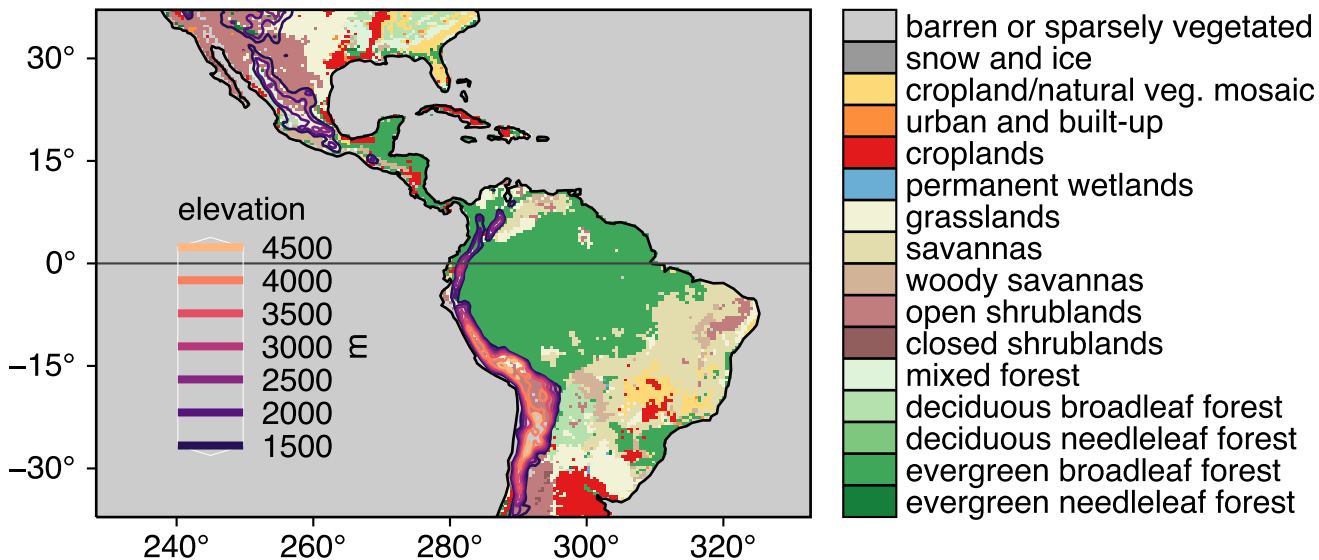 30°
15°
0°
−15°
−30°
240°
260°
280°
300°
320°
elevation
4500
4000
3500
3000
2500
2000
1500
m
barren or sparsely vegetated
snow and ice
cropland/natural veg. mosaic
urban and built-up
croplands
permanent wetlands
grasslands
savannas
woody savannas
open shrublands
closed shrublands
mixed forest
deciduous broadleaf forest
deciduous needleleaf forest
evergreen broadleaf forest
evergreen needleleaf forest